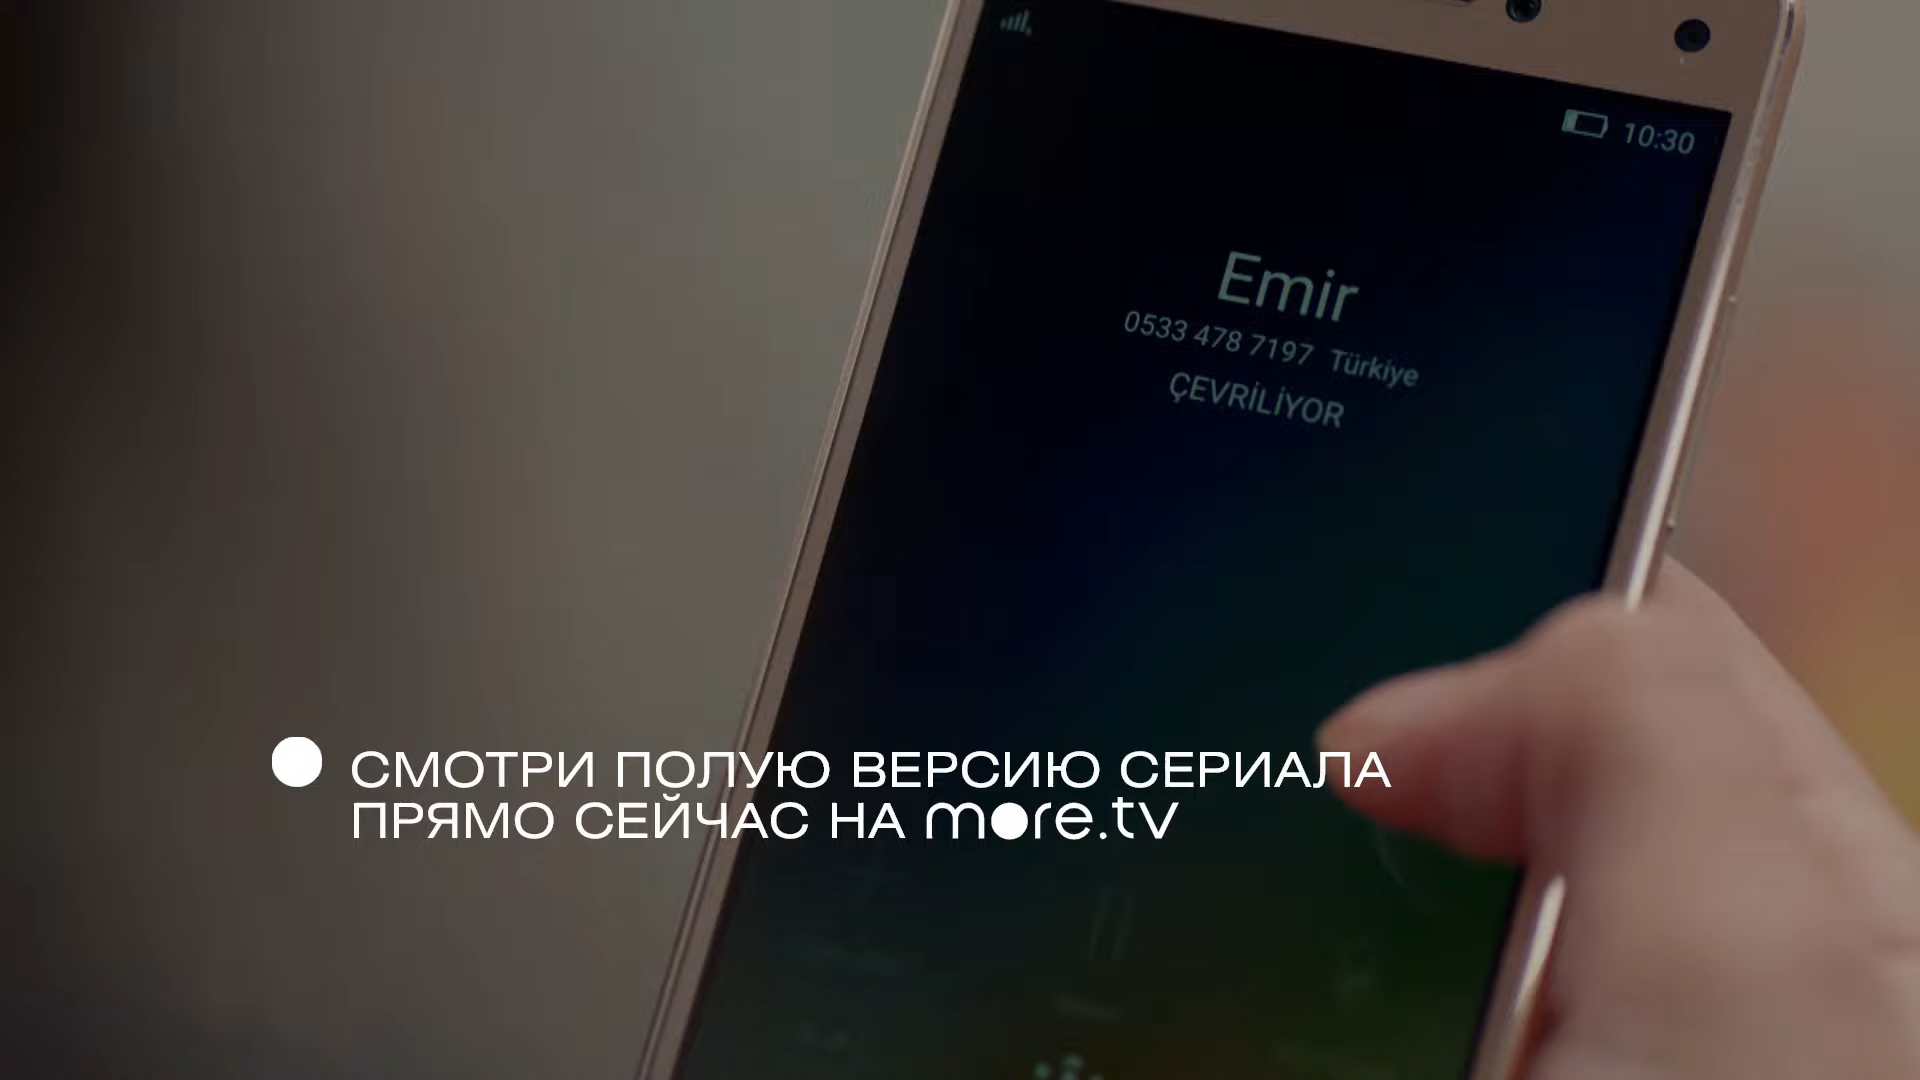 10:30
Emir
0533 478 7197 Türkiye
ÇEVRİLİYOR
СМОТРИ ПОЛУЮ ВЕРСИЮ СЕРИАЛА
ПРЯМО СЕЙЧАС НА more.tv